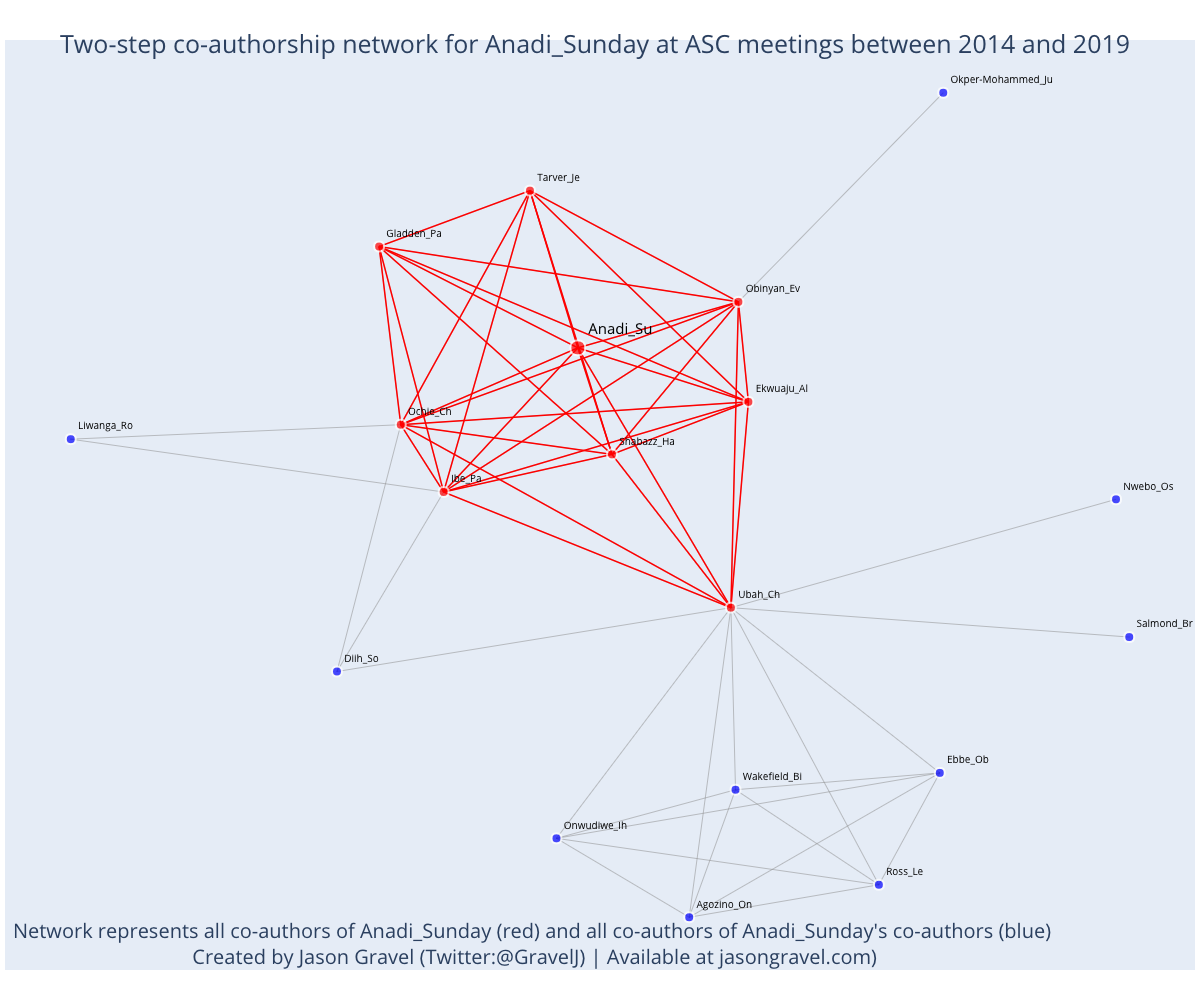 Two-step co-authorship network for Anadi_Sunday at ASC meetings between 2014 and 2019
Okper-Mohammed_Ju
Tarver_Je
Gladden_Pa
Obinyan_Ev
Anadi_Su
Ekwuaju_Al
Ochie_Ch
Liwanga_Ro
Shabazz_Ha
Ibe_Pa
Nwebo_Os
Ubah_Ch
Salmond_Br
Diih_So
Ebbe_Ob
Wakefield_Bi
Onwudiwe_Ih
Ross_Le
Agozino_On
Network represents all co-authors of Anadi_Sunday (red) and all co-authors of Anadi_Sunday's co-authors (blue)
Created by Jason Gravel (Twitter:@GravelJ) | Available at jasongravel.com)